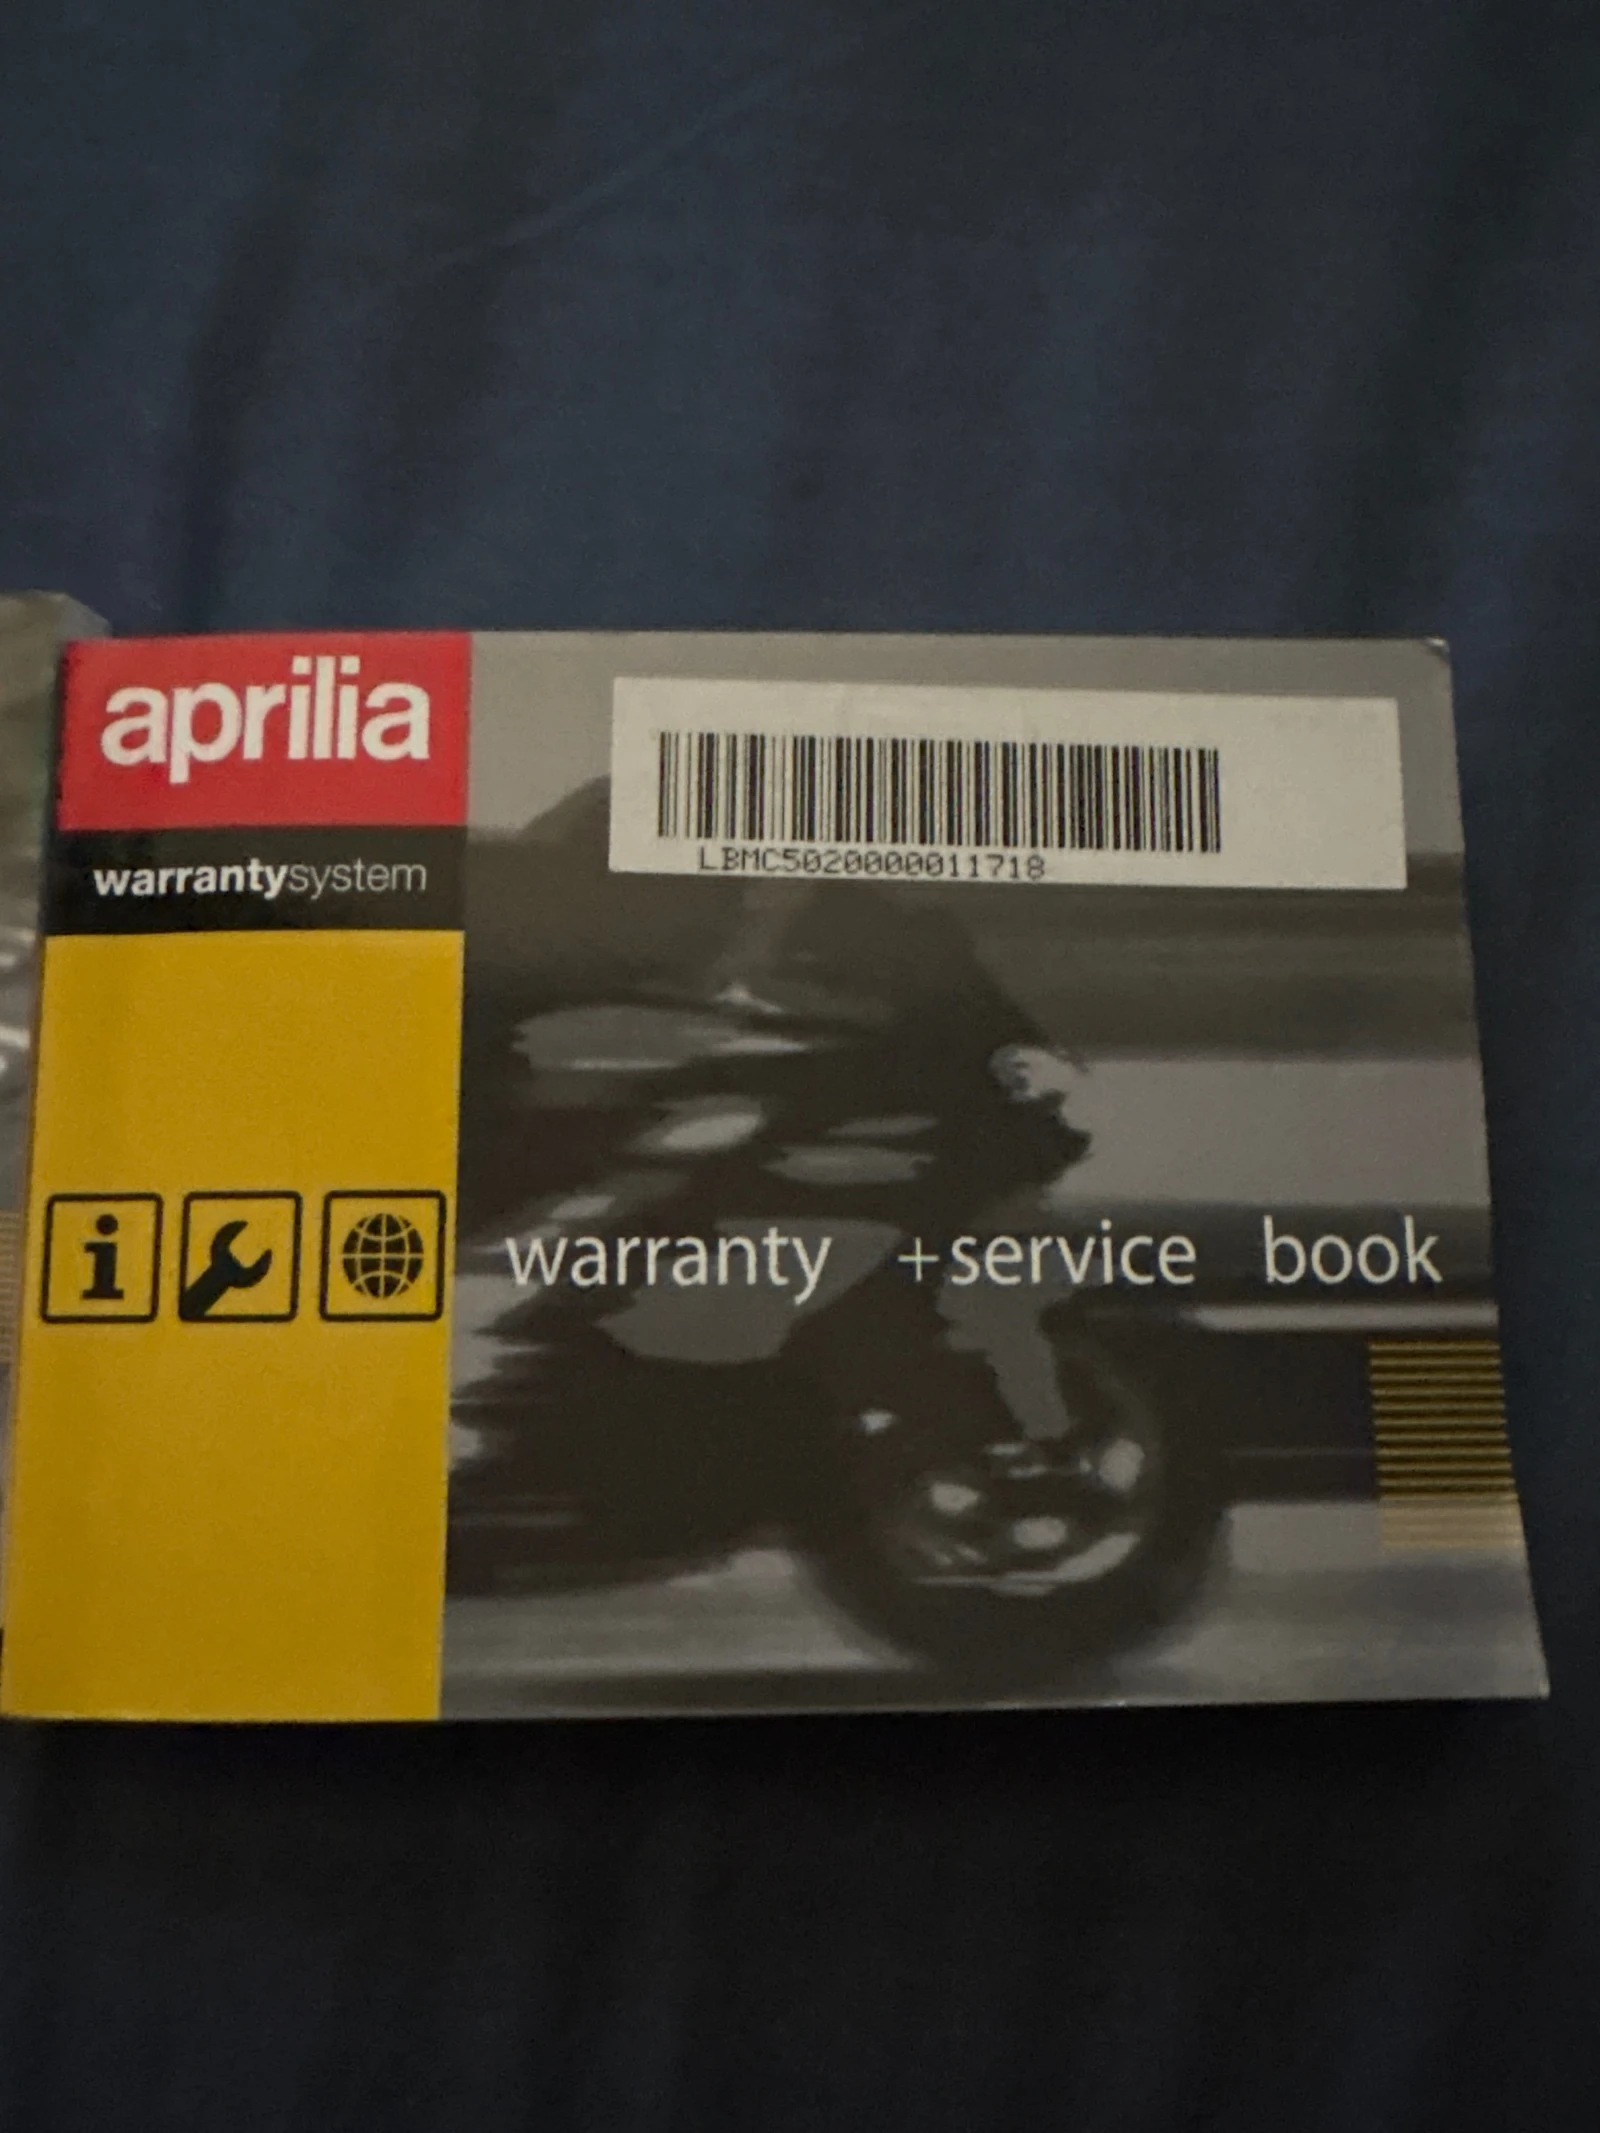 aprilia
warrantysystem
LBMC5020000011718
i
warranty +service book